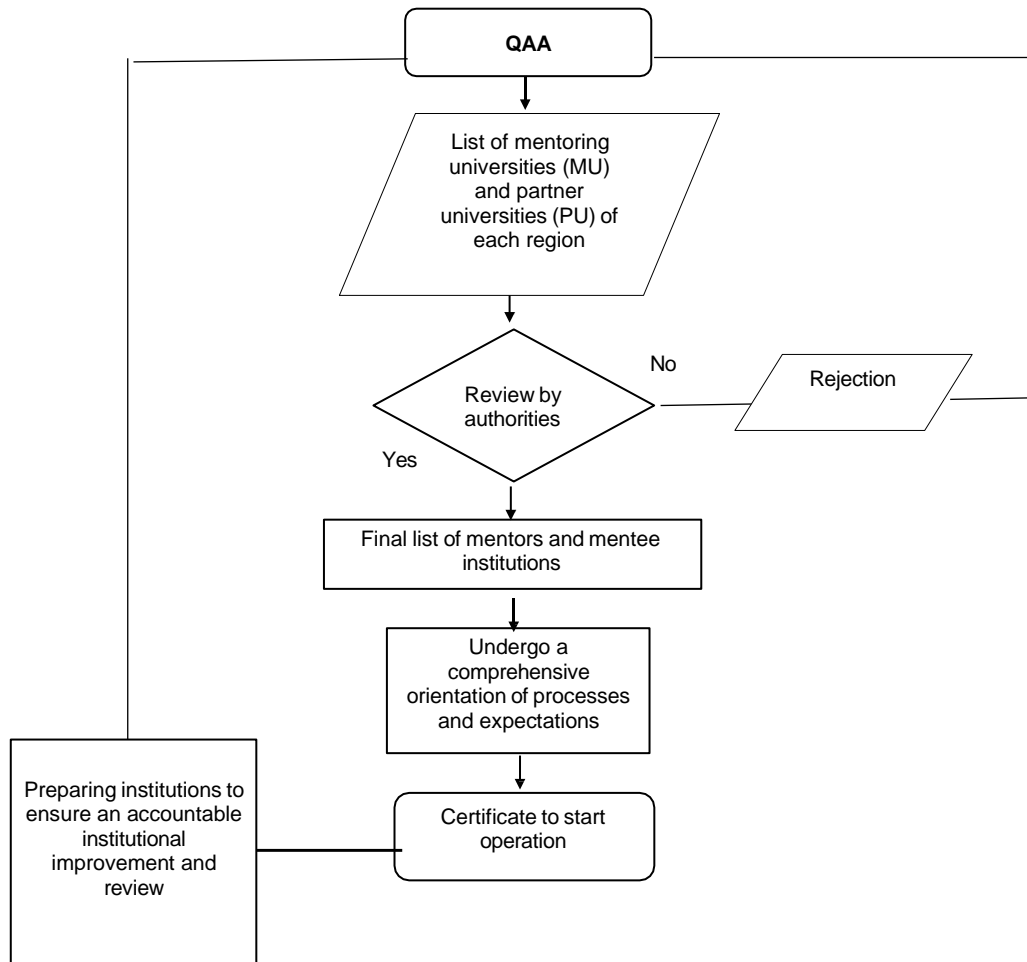 QAA
List of mentoring
universities (MU)
and partner
universities (PU) of
each region
No
Rejection
Review by
authorities
Yes
Final list of mentors and mentee
institutions
Undergo a
comprehensive
orientation of processes
and expectations
Preparing institutions to
ensure an accountable
institutional
improvement and
review
Certificate to start
operation